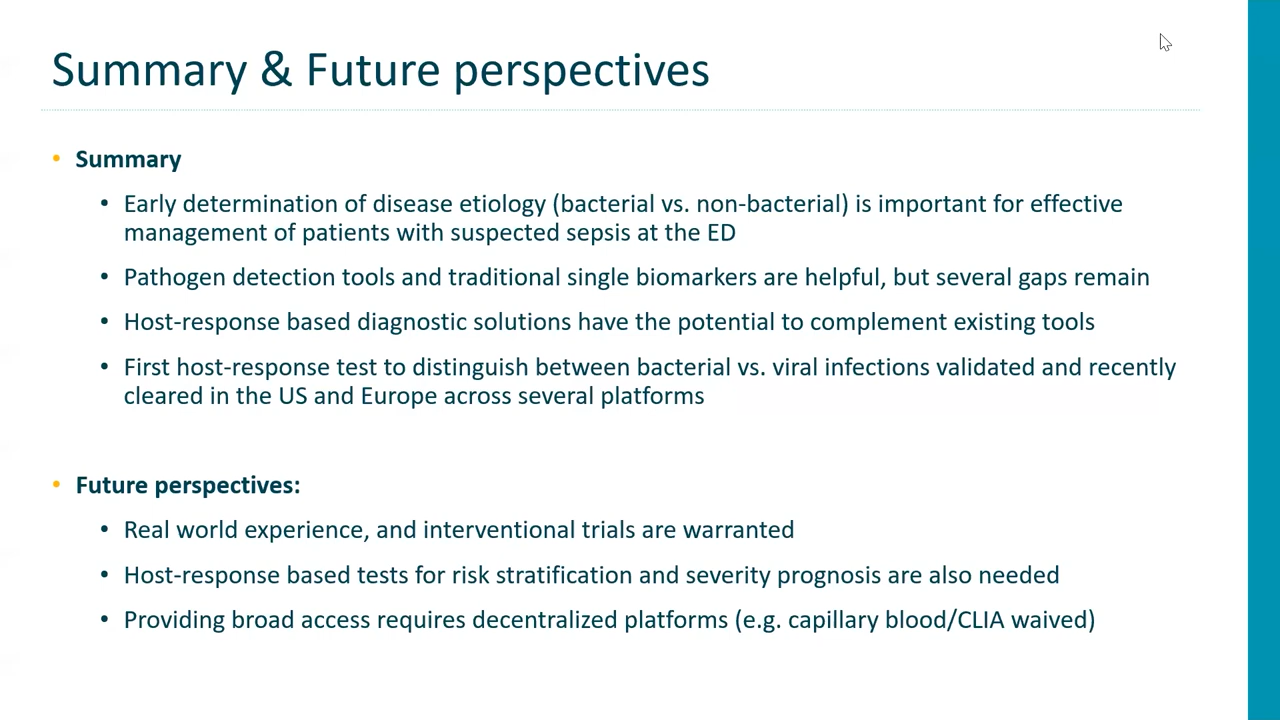 Summary & Future perspectives
• Summary
• Early determination of disease etiology (bacterial vs. non-bacterial) is important for effective
management of patients with suspected sepsis at the ED
• Pathogen detection tools and traditional single biomarkers are helpful, but several gaps remain
• Host-response based diagnostic solutions have the potential to complement existing tools
• First host-response test to distinguish between bacterial vs. viral infections validated and recently
cleared in the US and Europe across several platforms
• Future perspectives:
• Real world experience, and interventional trials are warranted
• Host-response based tests for risk stratification and severity prognosis are also needed
• Providing broad access requires decentralized platforms (e.g. capillary blood/CLIA waived)